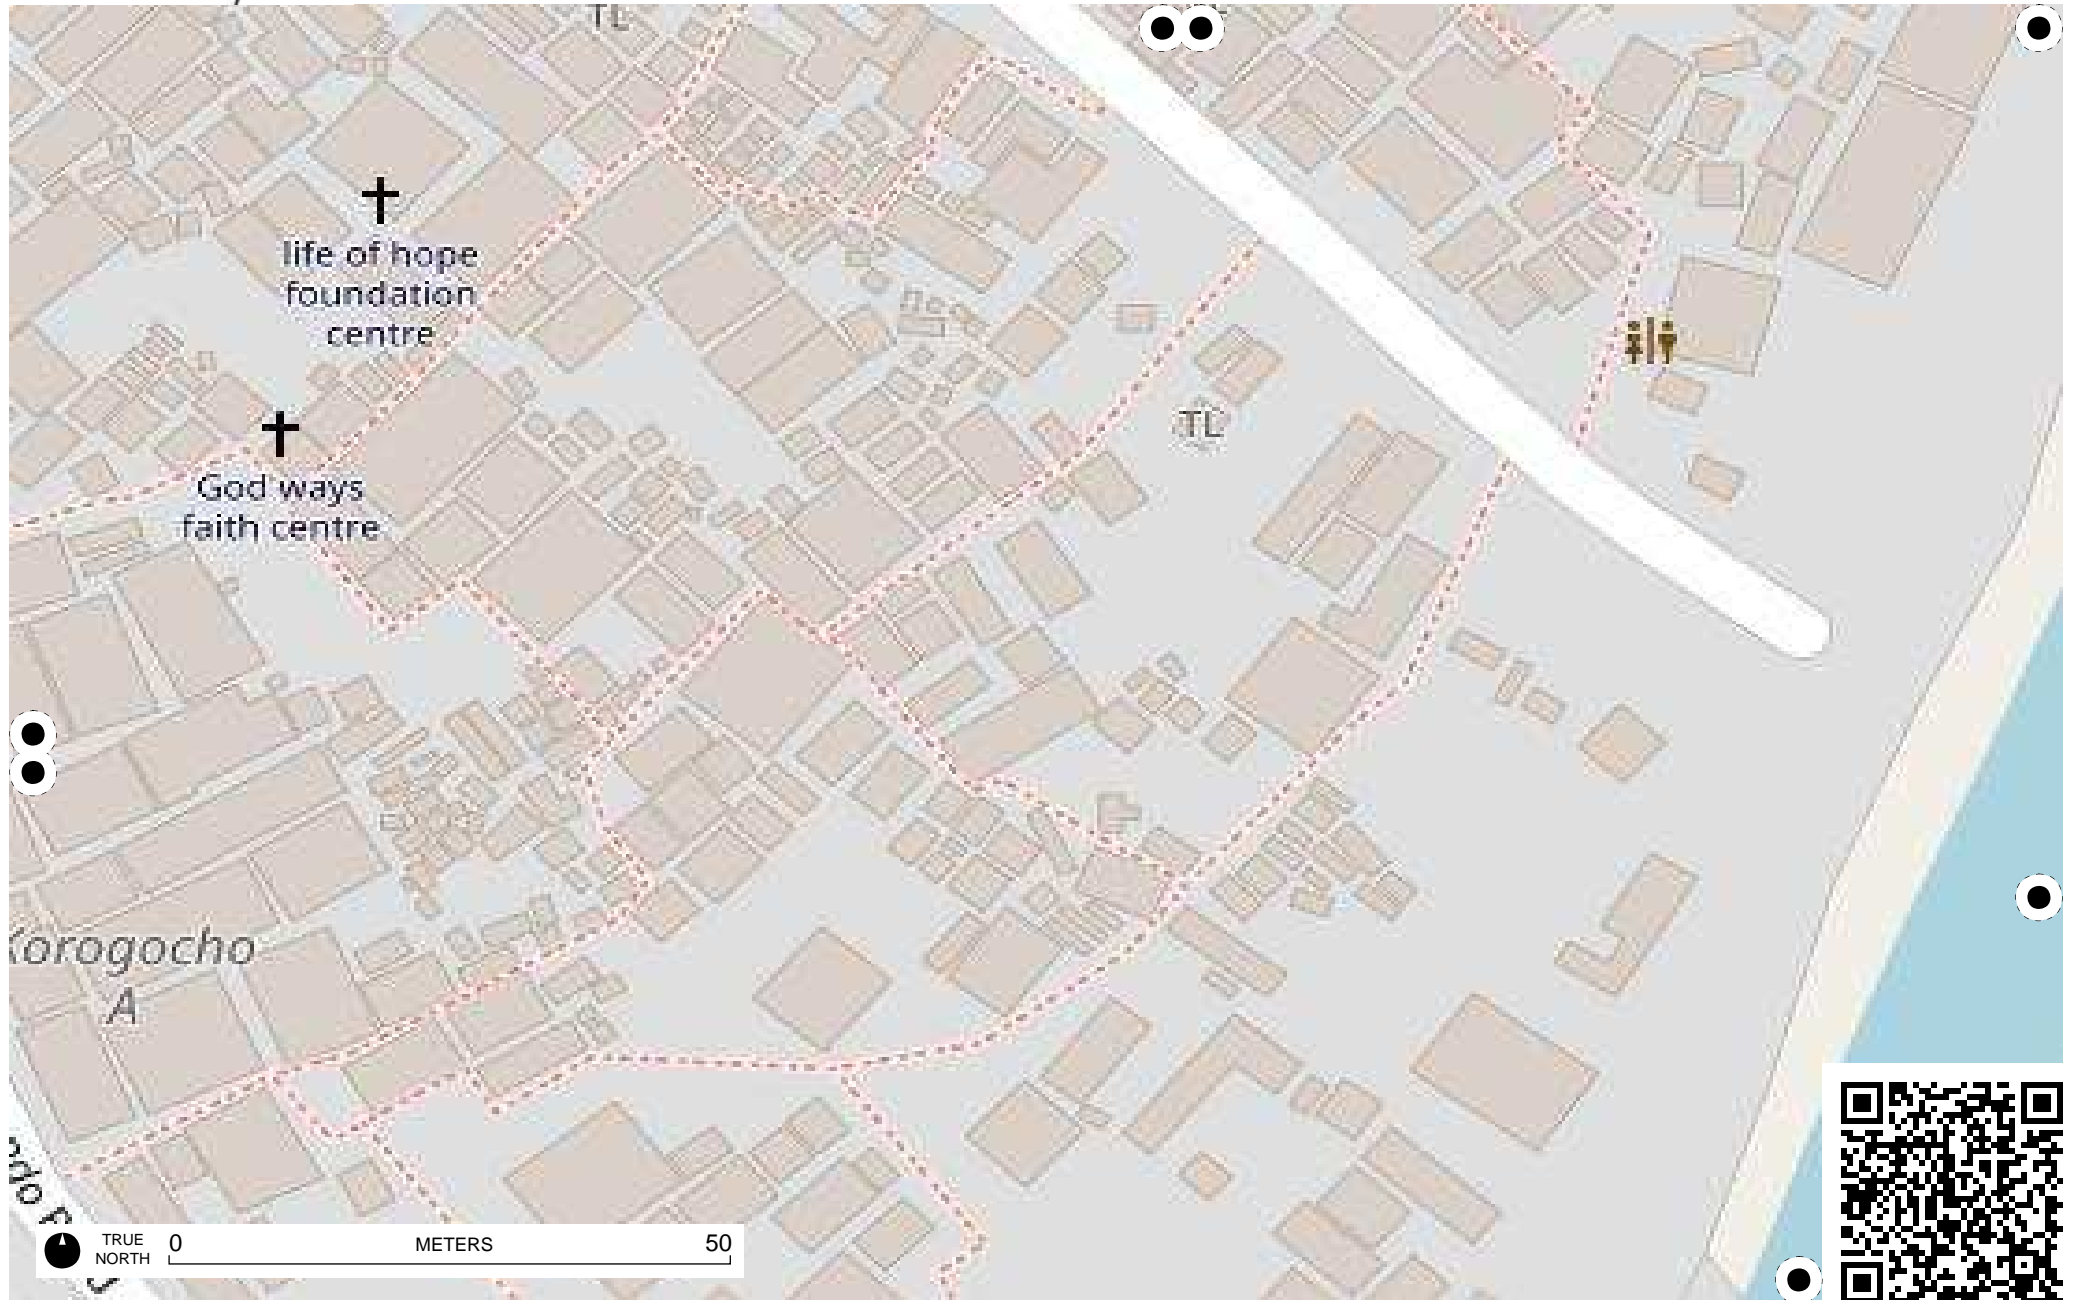 TL
life of hope
foundation
centre
TL
God ways
faith centre
Korogocho
A
TRUE
NORTH
0
METERS
50